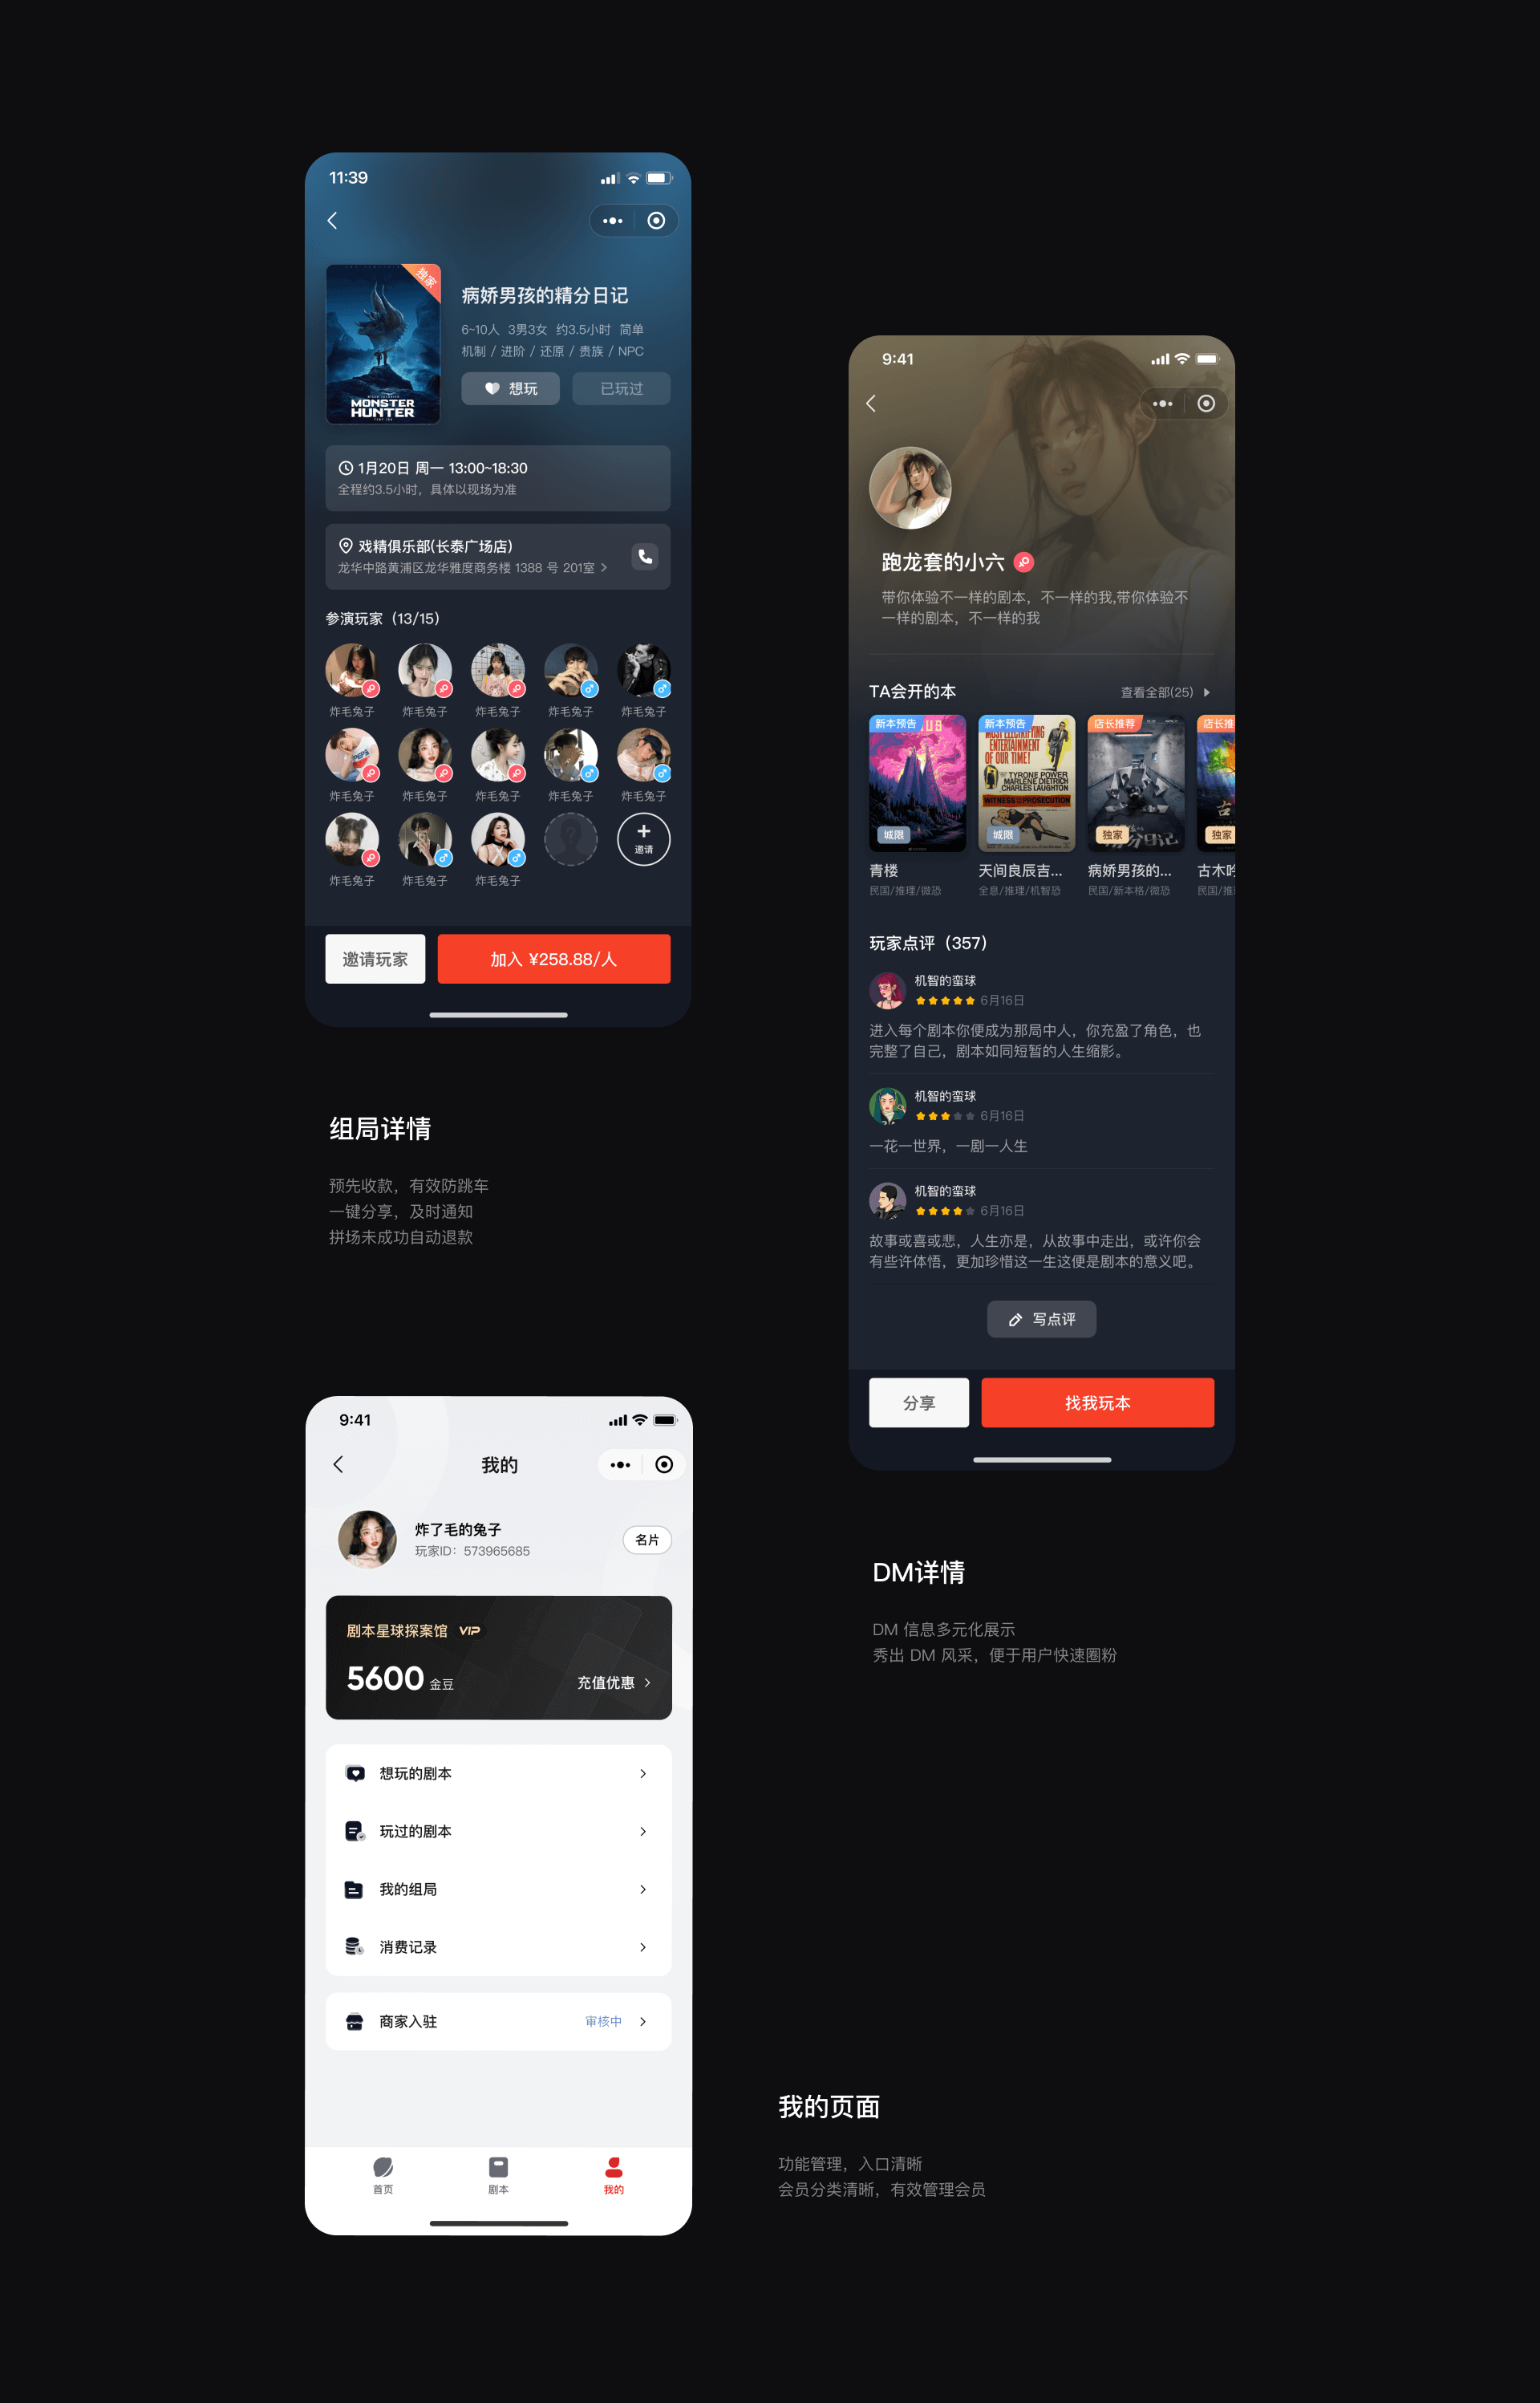 11:39
独家
MONSTER
HUNTER
病娇男孩的精分日记
6~10人 3男3女 约3.5小时 简单
机制 / 进阶 / 还原 / 贵族 / NPC
想玩
已玩过
1月20日 周一 13:00~18:30
全程约3.5小时，具体以现场为准
戏精俱乐部(长泰广场店)
龙华中路黄浦区龙华雅度商务楼 1388 号 201室
参演玩家（13/15）
炸毛兔子 炸毛兔子 炸毛兔子 炸毛兔子 炸毛兔子
PEPS
炸毛兔子 炸毛兔子 炸毛兔子 炸毛兔子 炸毛兔子
邀请
炸毛兔子 炸毛兔子 炸毛兔子
邀请玩家
加入 ¥258.88/人
组局详情
预先收款，有效防跳车
一键分享，及时通知
拼场未成功自动退款
9:41
跑龙套的小六
带你体验不一样的剧本，不一样的我,带你体验不
一样的剧本，不一样的我
TA会开的本
查看全部(25)
新本预告
城限
青楼
民国/推理/微恐
新本预告
MOST ELECTRIFYING
ENTERTAINMENT
OF OUR TIME!
TYRONE POWER
MARLENE DIETRICH
CHARLES LAUGHTON
WITNESS FOR THE PROSECUTION
城限
天间良辰吉...
全息/推理/机智恐
店长推荐
独家
病娇男孩的...
民国/新本格/微恐
店长推
独家
古木吟
民国/推
玩家点评（357）
机智的蛮球
6月16日
进入每个剧本你便成为那局中人，你充盈了角色，也
完整了自己，剧本如同短暂的人生缩影。
机智的蛮球
6月16日
一花一世界，一剧一人生
机智的蛮球
6月16日
故事或喜或悲，人生亦是，从故事中走出，或许你会
有些许体悟，更加珍惜这一生这便是剧本的意义吧。
写点评
分享
找我玩本
DM详情
DM 信息多元化展示
秀出 DM 风采，便于用户快速圈粉
9:41
我的
炸了毛的兔子
玩家ID：573965685
名片
剧本星球探案馆 VIP
5600 金豆
充值优惠
想玩的剧本
玩过的剧本
我的组局
消费记录
商家入驻
审核中
首页
剧本
我的
我的页面
功能管理，入口清晰
会员分类清晰，有效管理会员